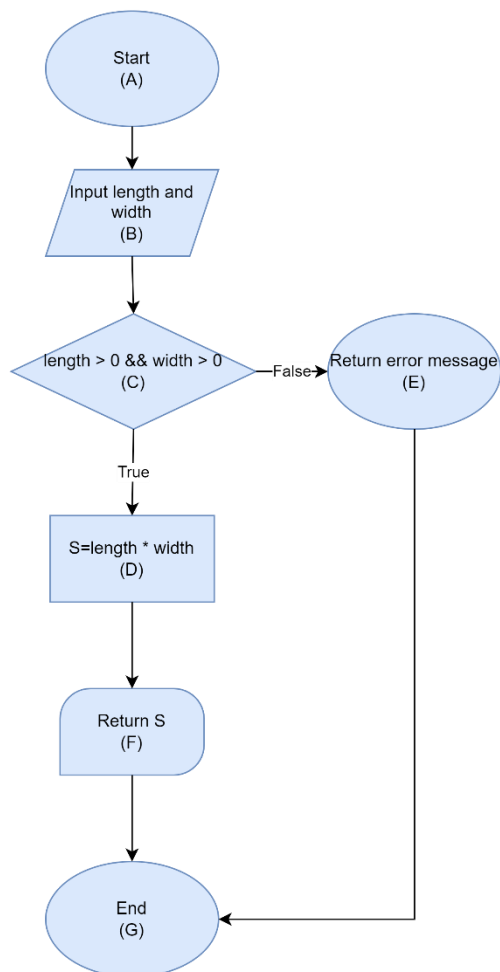 Start
(A)
Input length and
width
(B)
length > 0 && width > 0
(C)
False
Return error message
(E)
True
S=length * width
(D)
Return S
(F)
End
(G)